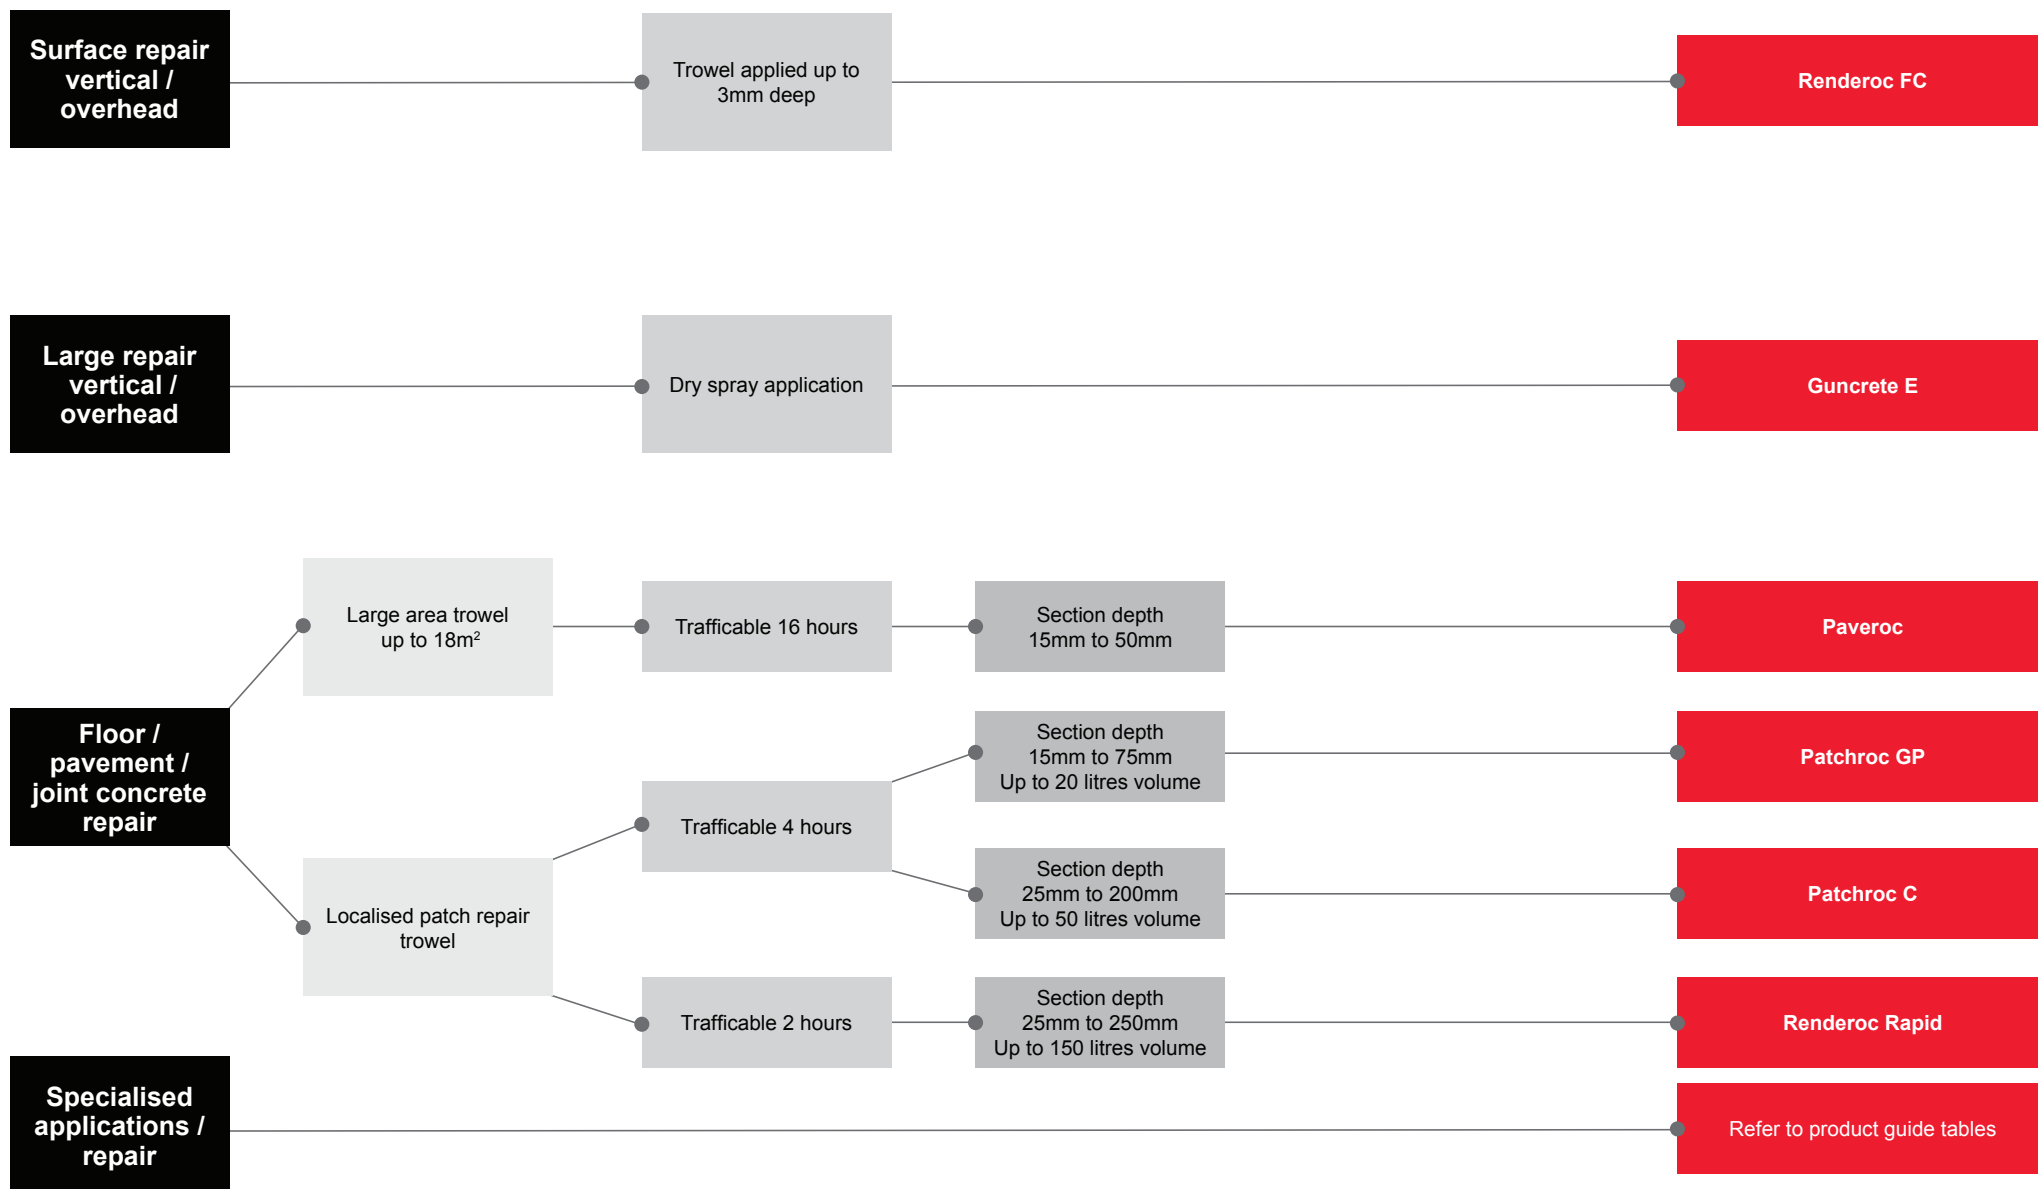 Surface repair
vertical /
overhead
Trowel applied up to
3mm deep
Renderoc FC
Large repair
vertical /
overhead
Dry spray application
Guncrete E
Floor /
pavement /
joint concrete
repair
Large area trowel
up to 18m²
Trafficable 16 hours
Section depth
15mm to 50mm
Paveroc
Localised patch repair
trowel
Trafficable 4 hours
Section depth
15mm to 75mm
Up to 20 litres volume
Patchroc GP
Section depth
25mm to 200mm
Up to 50 litres volume
Patchroc C
Trafficable 2 hours
Section depth
25mm to 250mm
Up to 150 litres volume
Renderoc Rapid
Specialised
applications /
repair
Refer to product guide tables